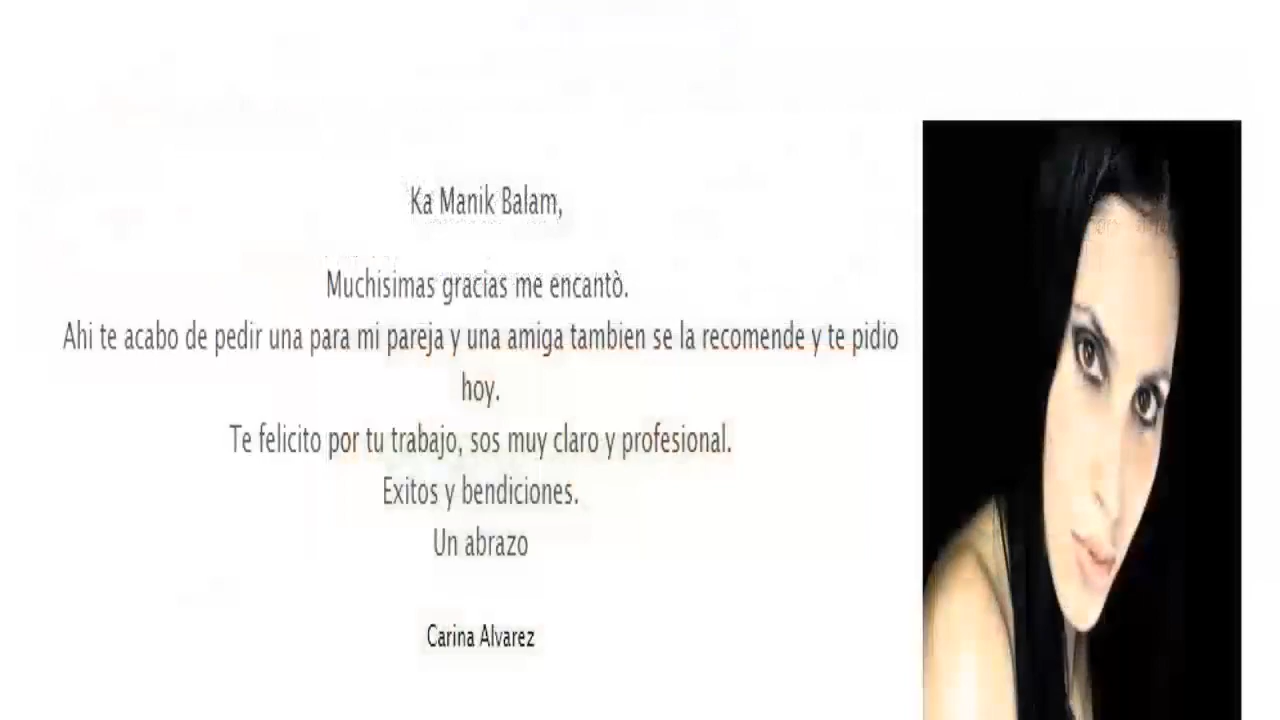 Ka Manik Balam,
Muchisimas gracias me encantò.
Ahi te acabo de pedir una para mi pareja y una amiga tambien se la recomende y te pidio
hoy.
Te felicito por tu trabajo, sos muy claro y profesional.
Exitos y bendiciones.
Un abrazo
Carina Alvarez